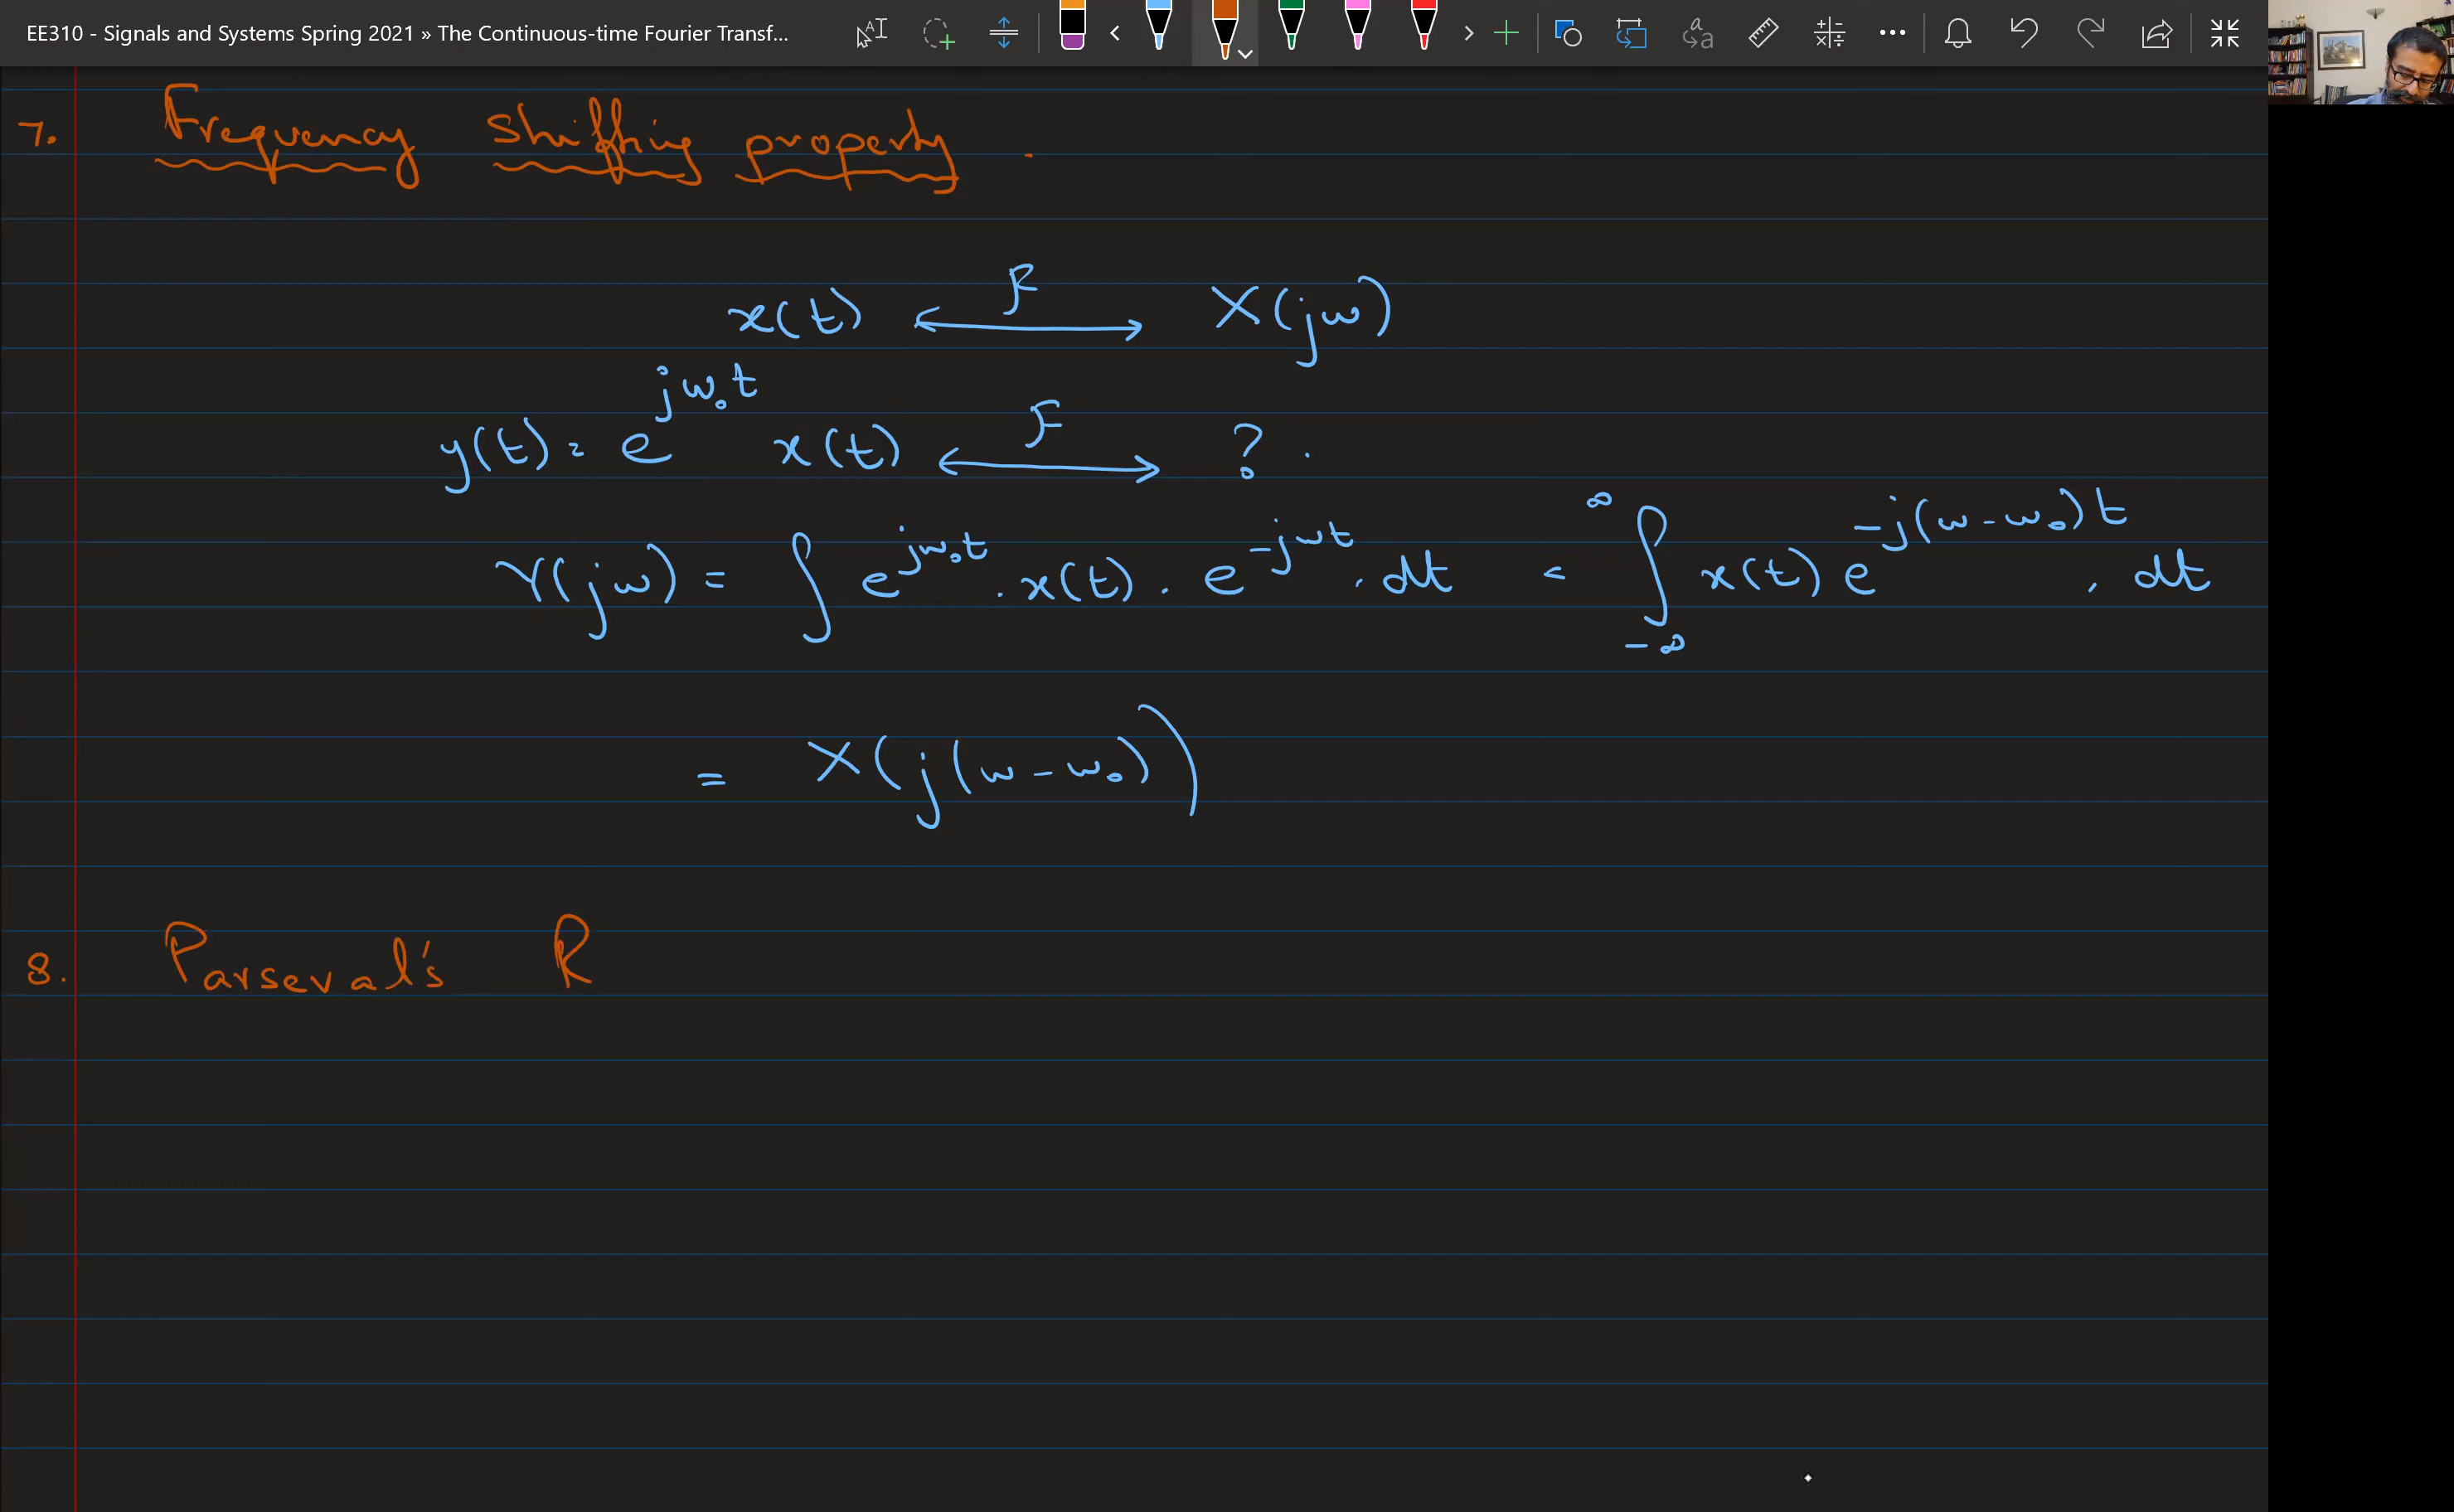 EE310 - Signals and Systems Spring 2021 » The Continuous-time Fourier Transf...
7. Frequency Shifting property.
x(t) ⟷ℱ X(jω)
y(t) = e^{jω₀t} x(t) ⟷ℱ ? .
Y(jω) = ∫ e^{jω₀t} . x(t) . e^{-jωt} . dt = ∫_{-∞}^{∞} x(t) e^{-j(ω-ω₀)t} . dt
= X(j(ω-ω₀))
8. Parseval's R